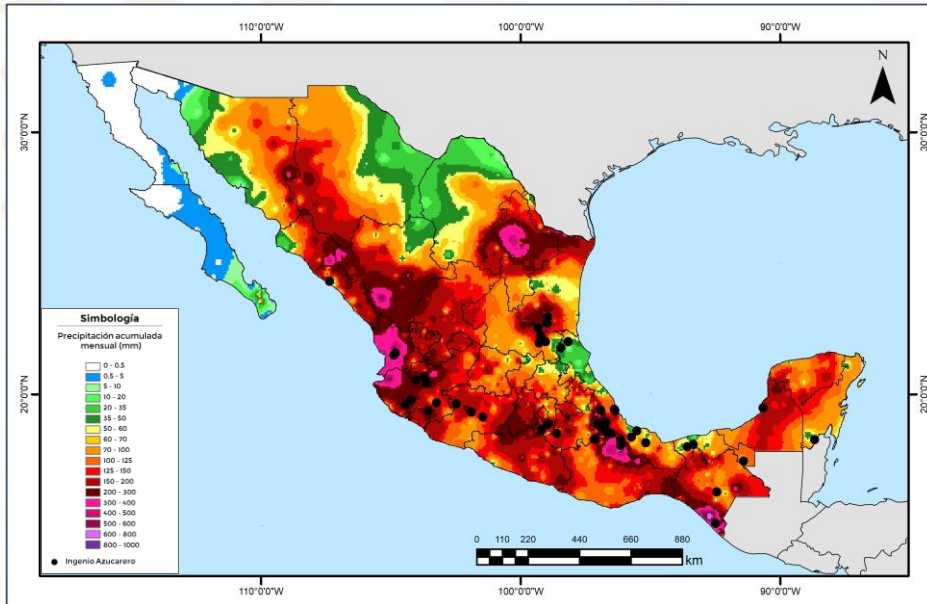 110°0'0"W
100°0'0"W
90°0'0"W
N
30°0'0"N
30°0'0"N
20°0'0"N
20°0'0"N
Simbología
Precipitación acumulada
mensual (mm)
0 - 0.5
0.5 - 5
5 - 10
10 - 20
20 - 35
35 - 50
50 - 60
60 - 70
70 - 100
100 - 125
125 - 150
150 - 200
200 - 300
300 - 400
400 - 500
500 - 600
600 - 800
800 - 1000
Ingenio Azucarero
0 110 220 440 660 880
km
110°0'0"W
100°0'0"W
90°0'0"W